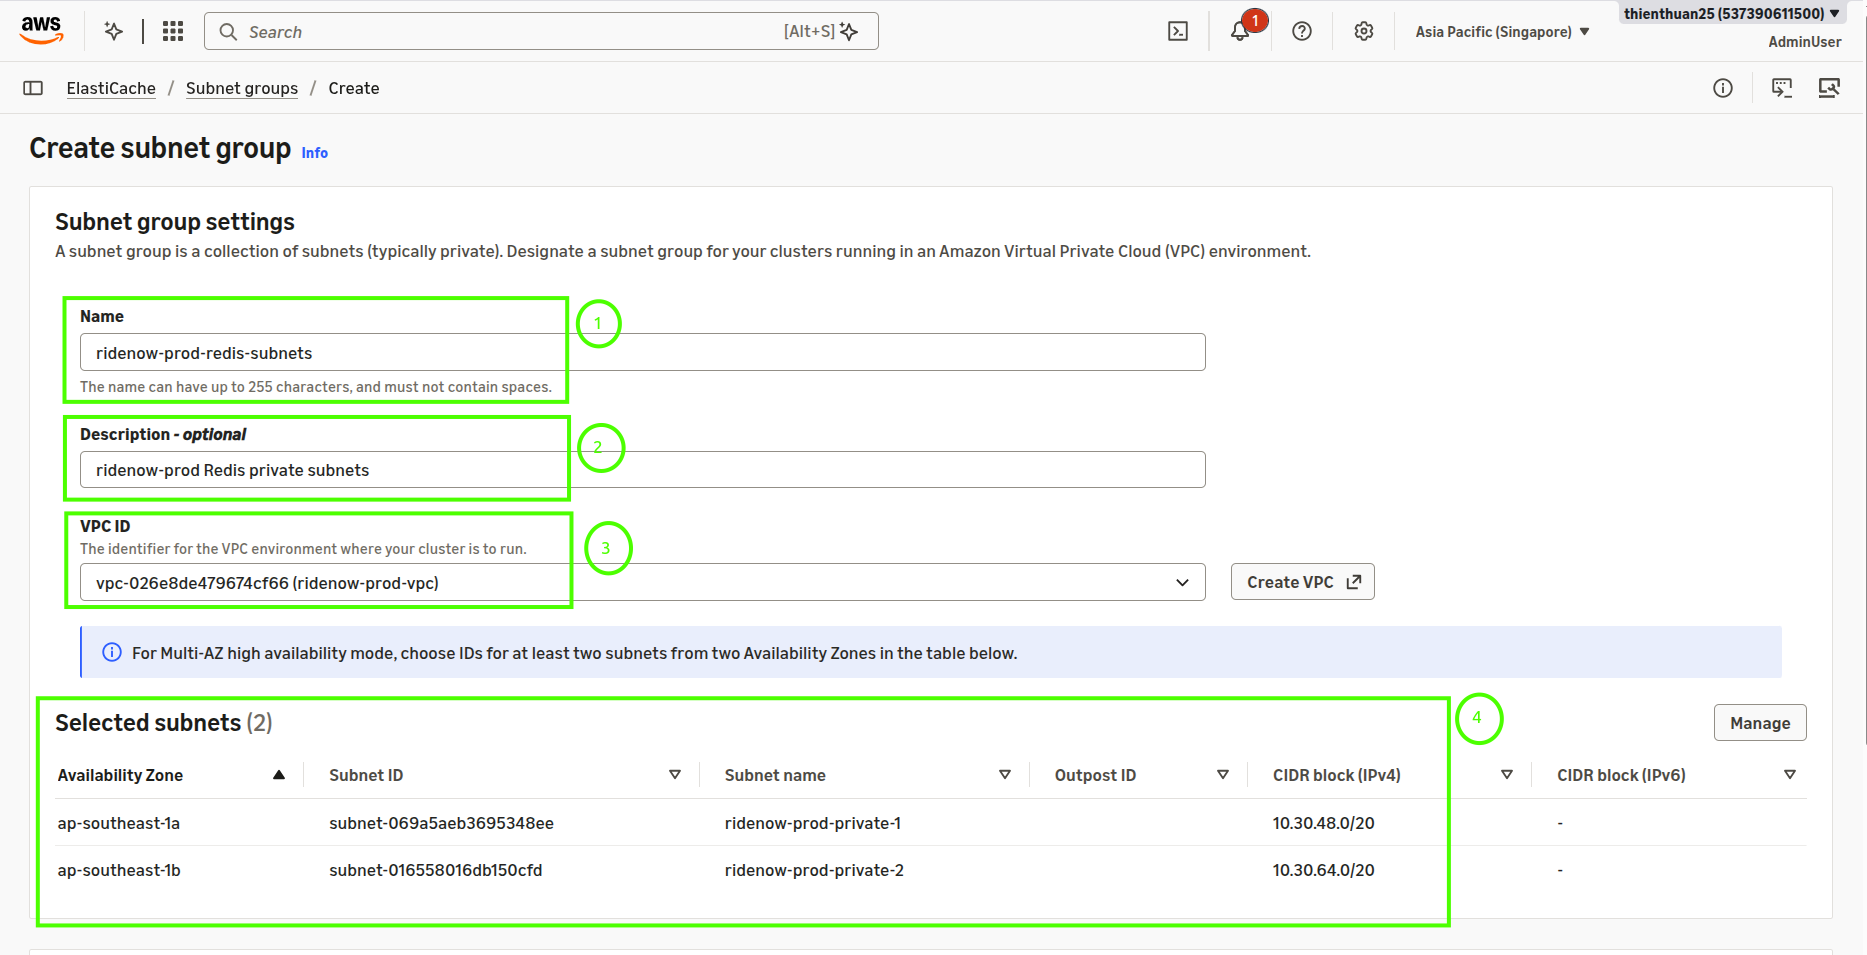 aws
Search [Alt+S]
1
Asia Pacific (Singapore)
thienthuan25 (537390611500)
AdminUser
ElastiCache / Subnet groups / Create
Create subnet group Info
Subnet group settings
A subnet group is a collection of subnets (typically private). Designate a subnet group for your clusters running in an Amazon Virtual Private Cloud (VPC) environment.
Name
1
ridenow-prod-redis-subnets
The name can have up to 255 characters, and must not contain spaces.
Description - optional
2
ridenow-prod Redis private subnets
VPC ID
The identifier for the VPC environment where your cluster is to run.
3
vpc-026e8de479674cf66 (ridenow-prod-vpc)
Create VPC
For Multi-AZ high availability mode, choose IDs for at least two subnets from two Availability Zones in the table below.
Selected subnets (2)
4
Manage
Availability Zone Subnet ID Subnet name Outpost ID CIDR block (IPv4) CIDR block (IPv6)
ap-southeast-1a subnet-069a5aeb3695348ee ridenow-prod-private-1 10.30.48.0/20 -
ap-southeast-1b subnet-016558016db150cfd ridenow-prod-private-2 10.30.64.0/20 -